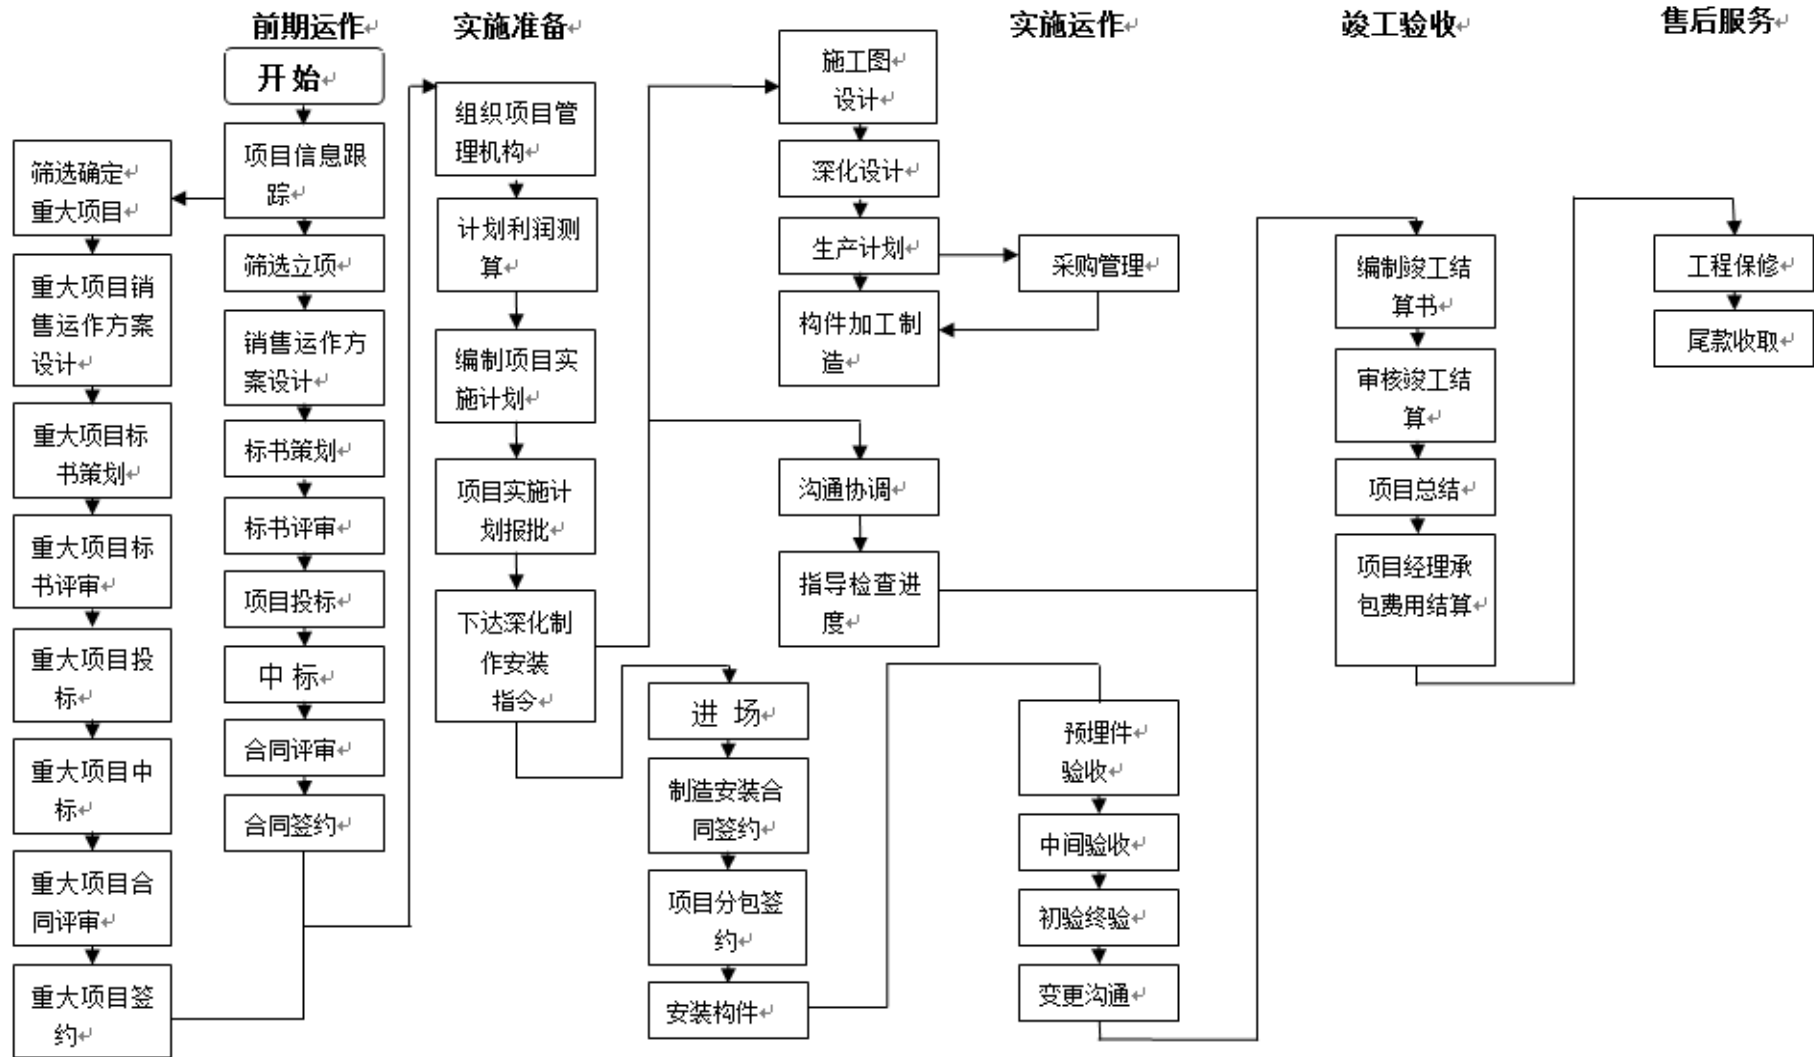 前期运作
实施准备
实施运作
竣工验收
售后服务
开 始
项目信息跟
踪
筛选立项
销售运作方
案设计
标书策划
标书评审
项目投标
中 标
合同评审
合同签约
筛选确定
重大项目
重大项目销
售运作方案
设计
重大项目标
书策划
重大项目标
书评审
重大项目投
标
重大项目中
标
重大项目合
同评审
重大项目签
约
组织项目管
理机构
计划利润测
算
编制项目实
施计划
项目实施计
划报批
下达深化制
作安装
指令
施工图
设计
深化设计
生产计划
采购管理
构件加工制
造
沟通协调
指导检查进
度
进 场
制造安装合
同签约
项目分包签
约
安装构件
预埋件
验收
中间验收
初验终验
变更沟通
编制竣工结
算书
审核竣工结
算
项目总结
项目经理承
包费用结算
工程保修
尾款收取